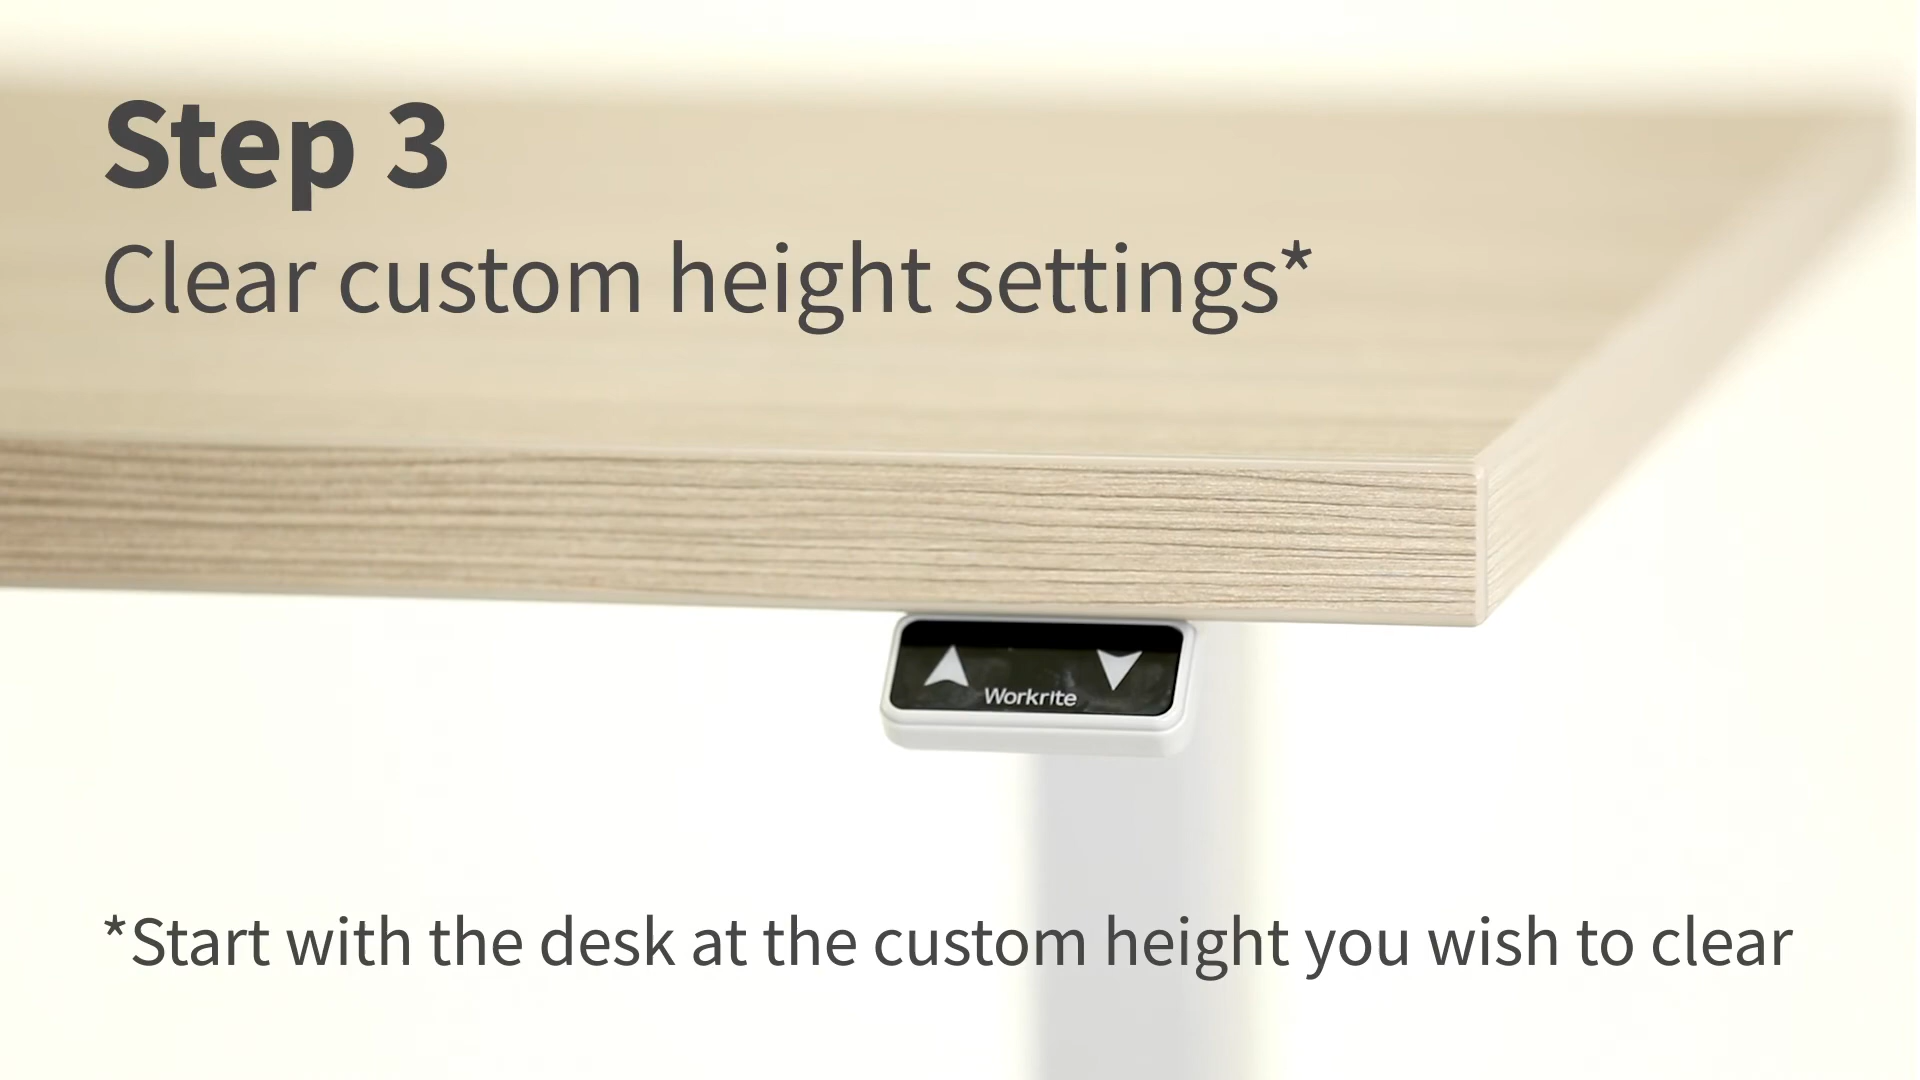 Step 3
Clear custom height settings*
Workrite
*Start with the desk at the custom height you wish to clear